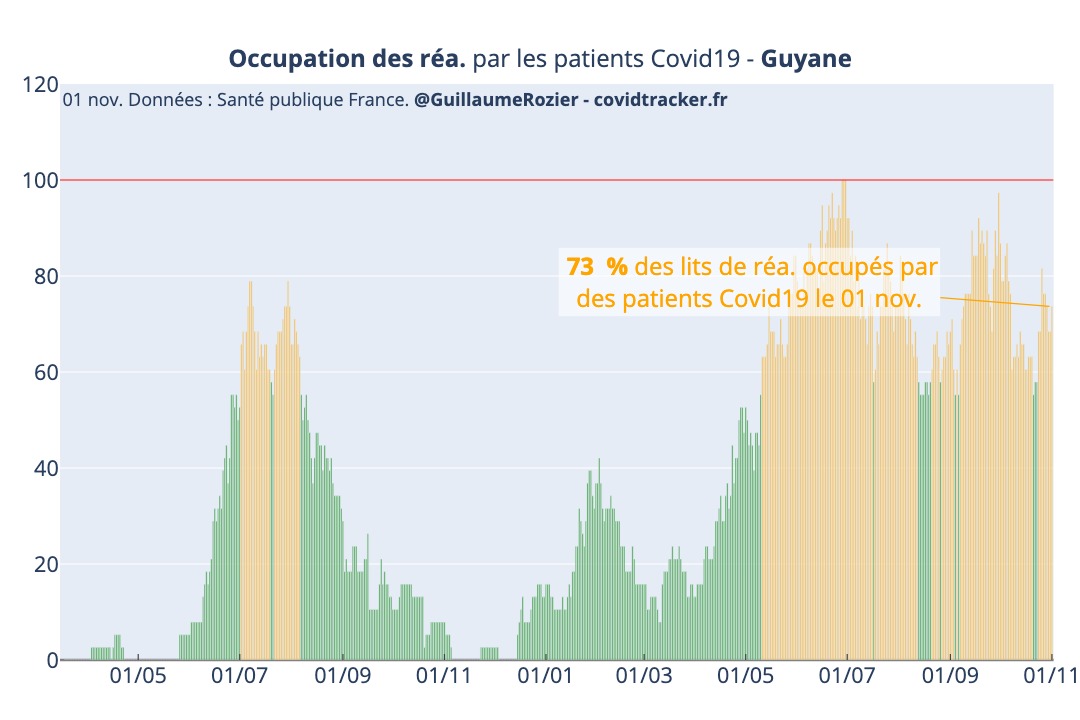 Occupation des réa. par les patients Covid19 - Guyane
120
01 nov. Données : Santé publique France. @GuillaumeRozier - covidtracker.fr
100
80
73 % des lits de réa. occupés par
des patients Covid19 le 01 nov.
60
40
20
0
01/05 01/07 01/09 01/11 01/01 01/03 01/05 01/07 01/09 01/11